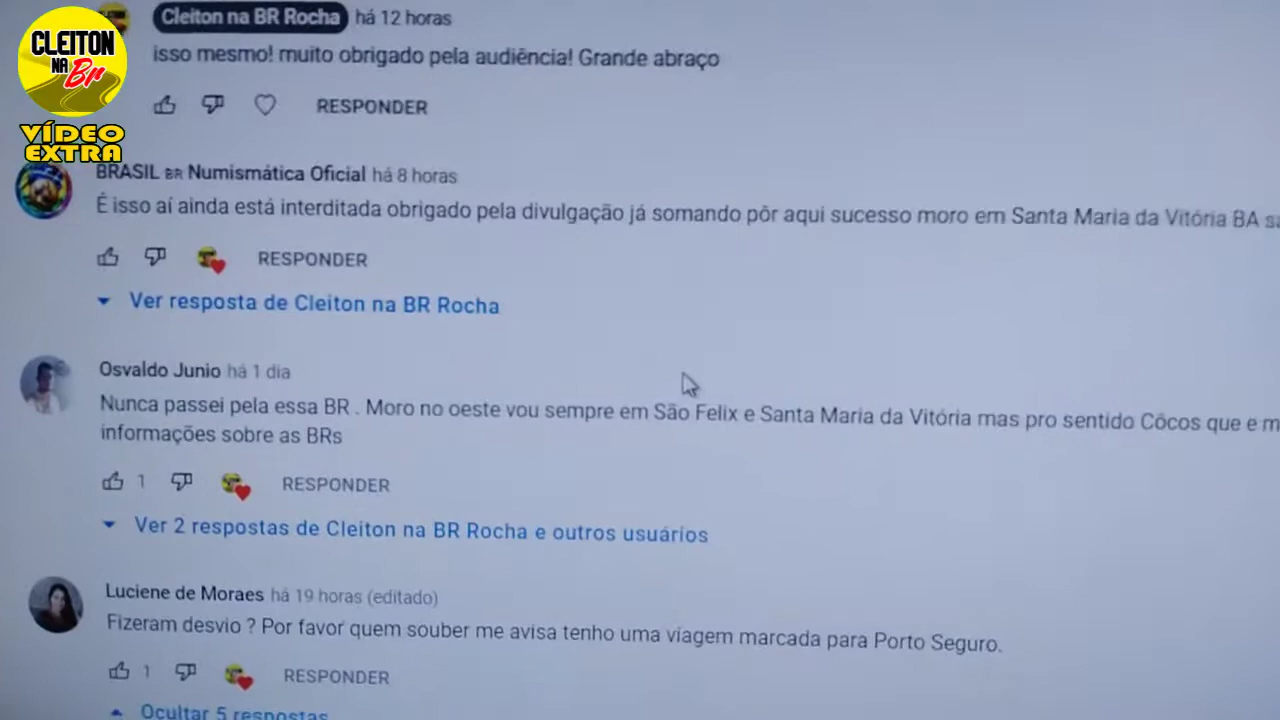 CLEITON
NA
Br
VÍDEO
EXTRA
Cleiton na BR Rocha há 12 horas
isso mesmo! muito obrigado pela audiência! Grande abraço
RESPONDER
BRASIL BR Numismática Oficial há 8 horas
É isso aí ainda está interditada obrigado pela divulgação já somando pôr aqui sucesso moro em Santa Maria da Vitória BA
RESPONDER
Ver resposta de Cleiton na BR Rocha
Osvaldo Junio há 1 dia
Nunca passei pela essa BR . Moro no oeste vou sempre em São Felix e Santa Maria da Vitória mas pro sentido Côcos que e
informações sobre as BRs
1 RESPONDER
Ver 2 respostas de Cleiton na BR Rocha e outros usuários
Luciene de Moraes há 19 horas (editado)
Fizeram desvio ? Por favor quem souber me avisa tenho uma viagem marcada para Porto Seguro.
1 RESPONDER
Ocultar 5 respostas